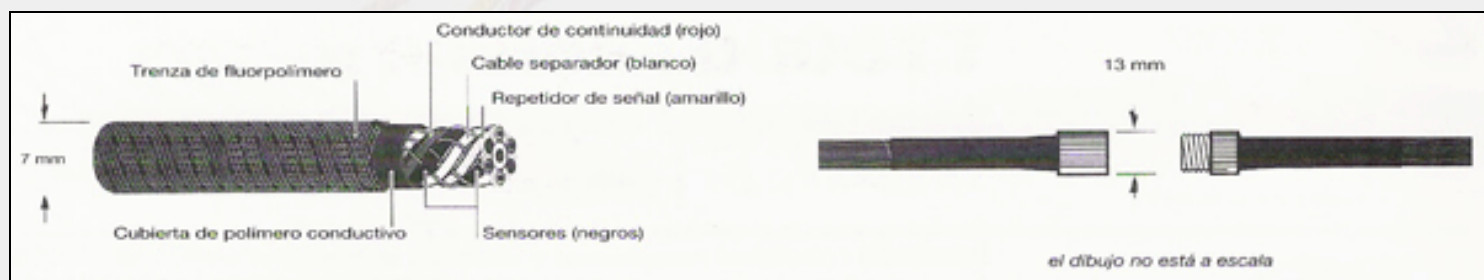 Conductor de continuidad (rojo)
Trenza de fluorpolímero
Cable separador (blanco)
Repetidor de señal (amarillo)
7 mm
Cubierta de polímero conductivo
Sensores (negros)
13 mm
el dibujo no está a escala